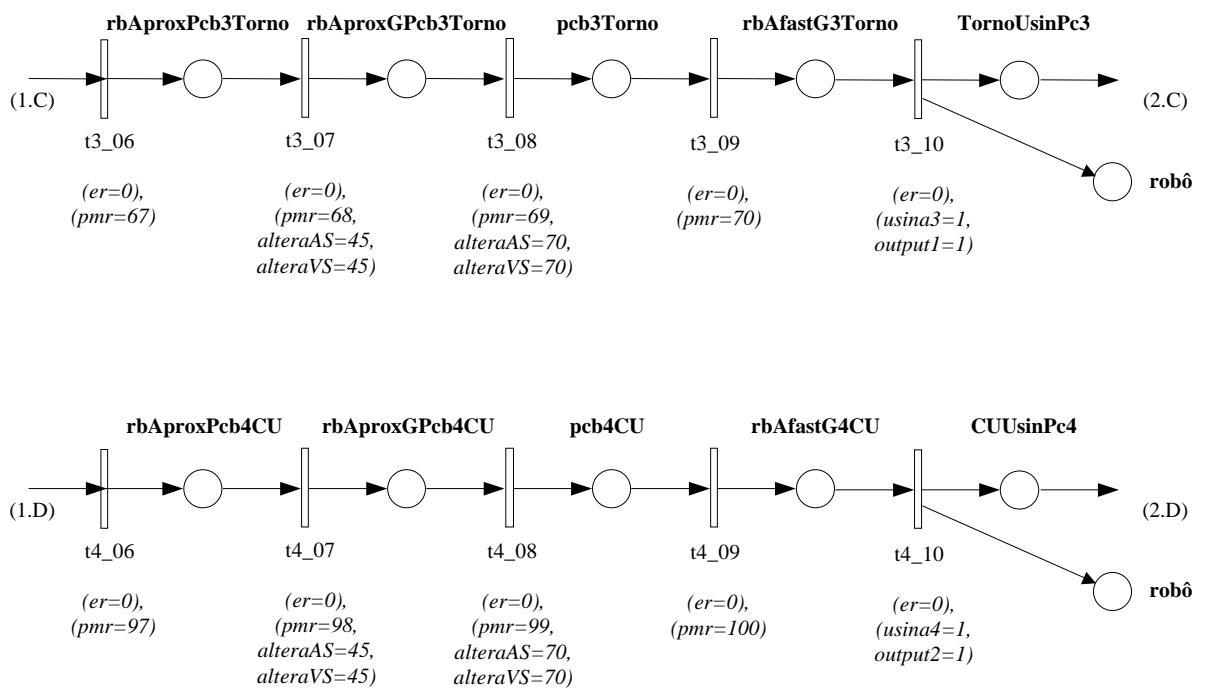 rbAproxPcb3Torno rbAproxGPcb3Torno pcb3Torno rbAfastG3Torno TornoUsinPc3
(1.C) (2.C)
t3_06 t3_07 t3_08 t3_09 t3_10
robô
(er=0), (er=0), (er=0), (er=0), (er=0),
(pmr=67) (pmr=68, (pmr=69, (pmr=70) (usina3=1,
alteraAS=45, alteraAS=70, output1=1)
alteraVS=45) alteraVS=70)
rbAproxPcb4CU rbAproxGPcb4CU pcb4CU rbAfastG4CU CUUsinPc4
(1.D) (2.D)
t4_06 t4_07 t4_08 t4_09 t4_10
robô
(er=0), (er=0), (er=0), (er=0), (er=0),
(pmr=97) (pmr=98, (pmr=99, (pmr=100) (usina4=1,
alteraAS=45, alteraAS=70, output2=1)
alteraVS=45) alteraVS=70)